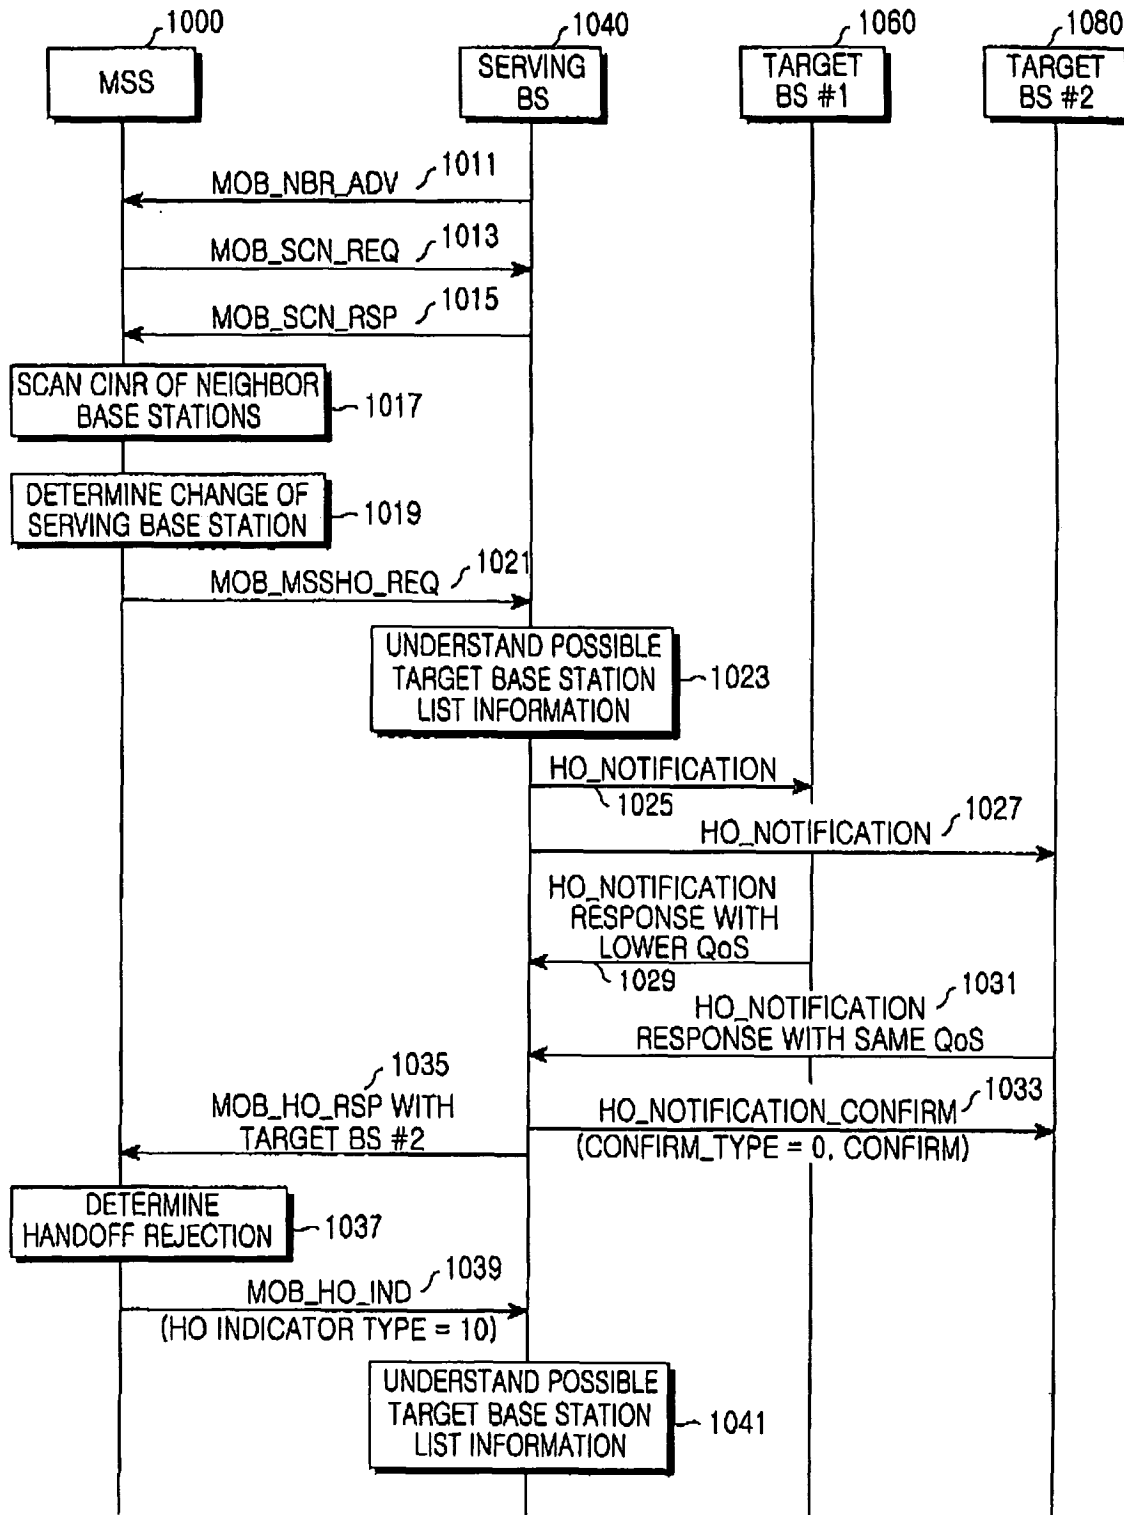 1000
1040
1060
1080
MSS
SERVING
BS
TARGET
BS #1
TARGET
BS #2
1011
MOB_NBR_ADV
1013
MOB_SCN_REQ
1015
MOB_SCN_RSP
SCAN CINR OF NEIGHBOR
BASE STATIONS
1017
DETERMINE CHANGE OF
SERVING BASE STATION
1019
1021
MOB_MSSHO_REQ
UNDERSTAND POSSIBLE
TARGET BASE STATION
LIST INFORMATION
1023
HO_NOTIFICATION
1025
1027
HO_NOTIFICATION
HO_NOTIFICATION
RESPONSE WITH
LOWER QoS
1029
1031
HO_NOTIFICATION
RESPONSE WITH SAME QoS
1035
MOB_HO_RSP WITH
TARGET BS #2
1033
HO_NOTIFICATION_CONFIRM
(CONFIRM_TYPE = 0, CONFIRM)
DETERMINE
HANDOFF REJECTION
1037
1039
MOB_HO_IND
(HO INDICATOR TYPE = 10)
UNDERSTAND POSSIBLE
TARGET BASE STATION
LIST INFORMATION
1041